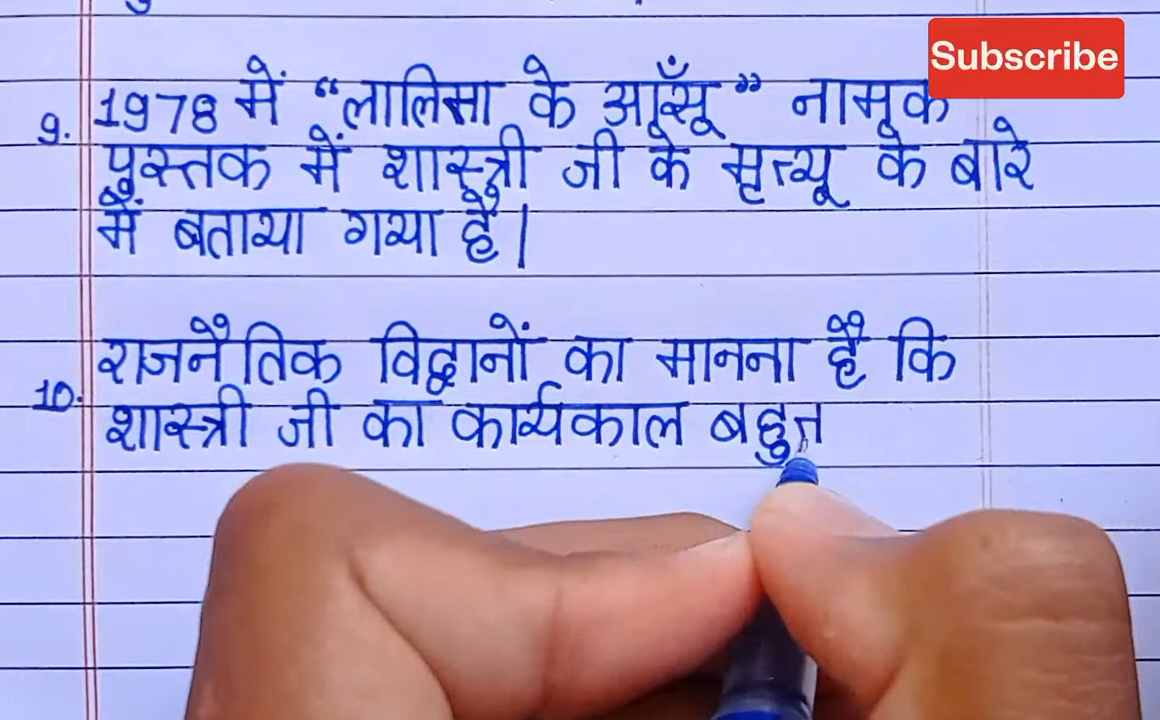 Subscribe
9. 1978 में “लालिमा के आँसू” नामक
पुस्तक में शास्त्री जी के मृत्यू के बारे
में बताया गया है।
राजनैतिक विद्वानों का मानना है कि
10. शास्त्री जी का कार्यकाल बहुत